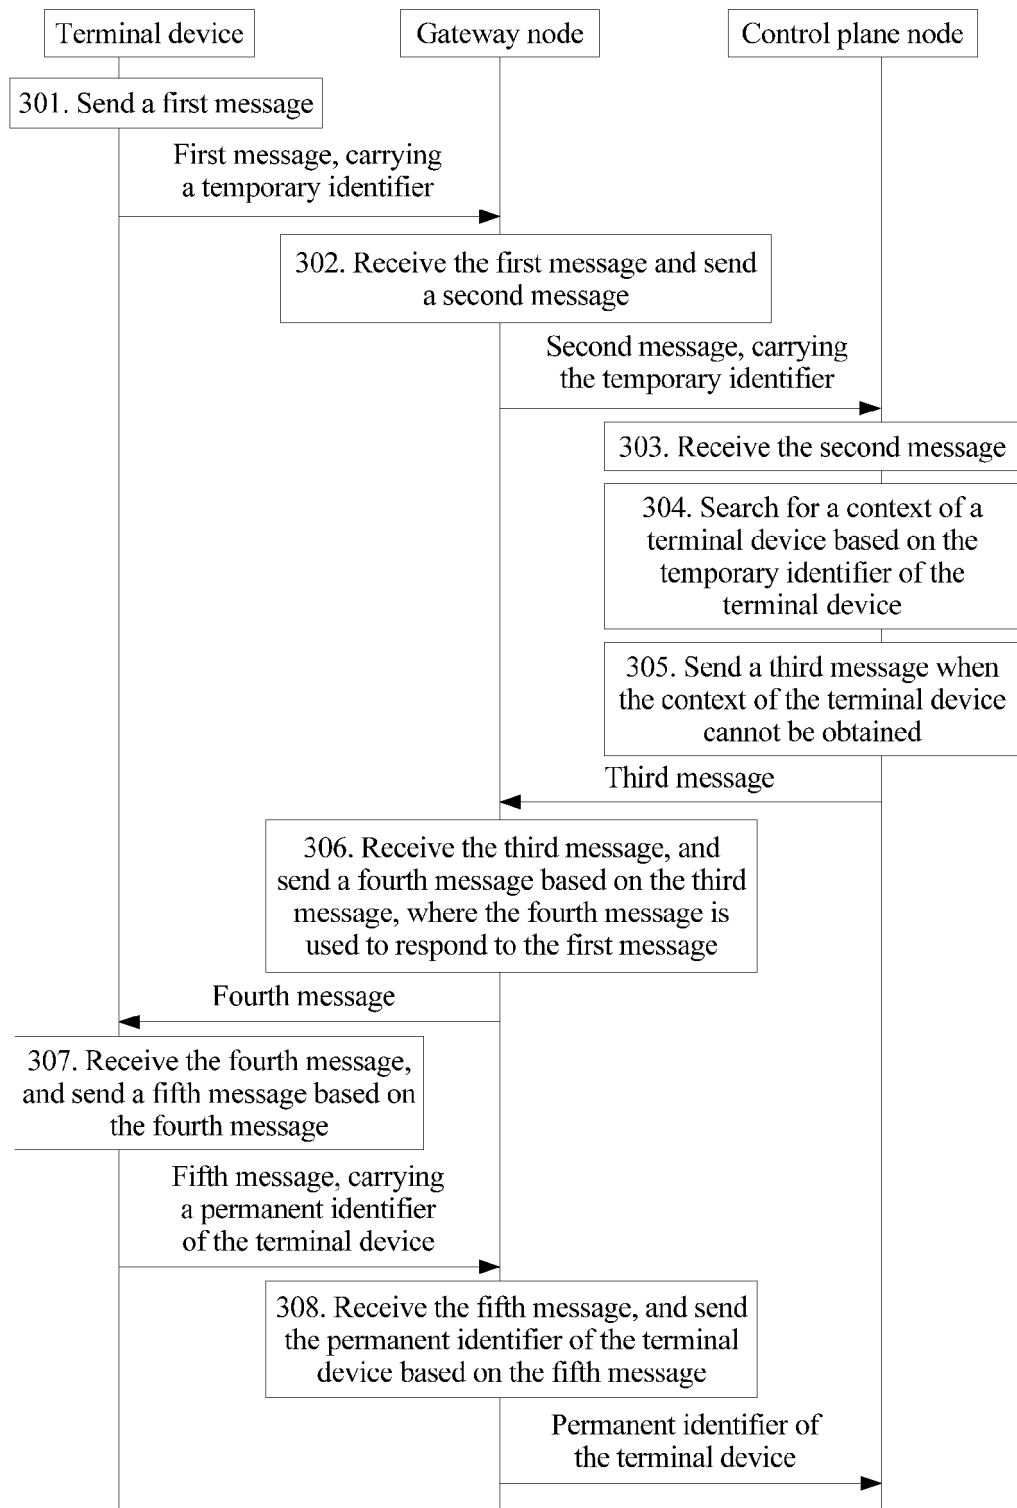 Terminal device
Gateway node
Control plane node
301. Send a first message
First message, carrying
a temporary identifier
302. Receive the first message and send
a second message
Second message, carrying
the temporary identifier
303. Receive the second message
304. Search for a context of a
terminal device based on the
temporary identifier of the
terminal device
305. Send a third message when
the context of the terminal device
cannot be obtained
Third message
306. Receive the third message, and
send a fourth message based on the third
message, where the fourth message is
used to respond to the first message
Fourth message
307. Receive the fourth message,
and send a fifth message based on
the fourth message
Fifth message, carrying
a permanent identifier
of the terminal device
308. Receive the fifth message, and send
the permanent identifier of the terminal
device based on the fifth message
Permanent identifier of
the terminal device